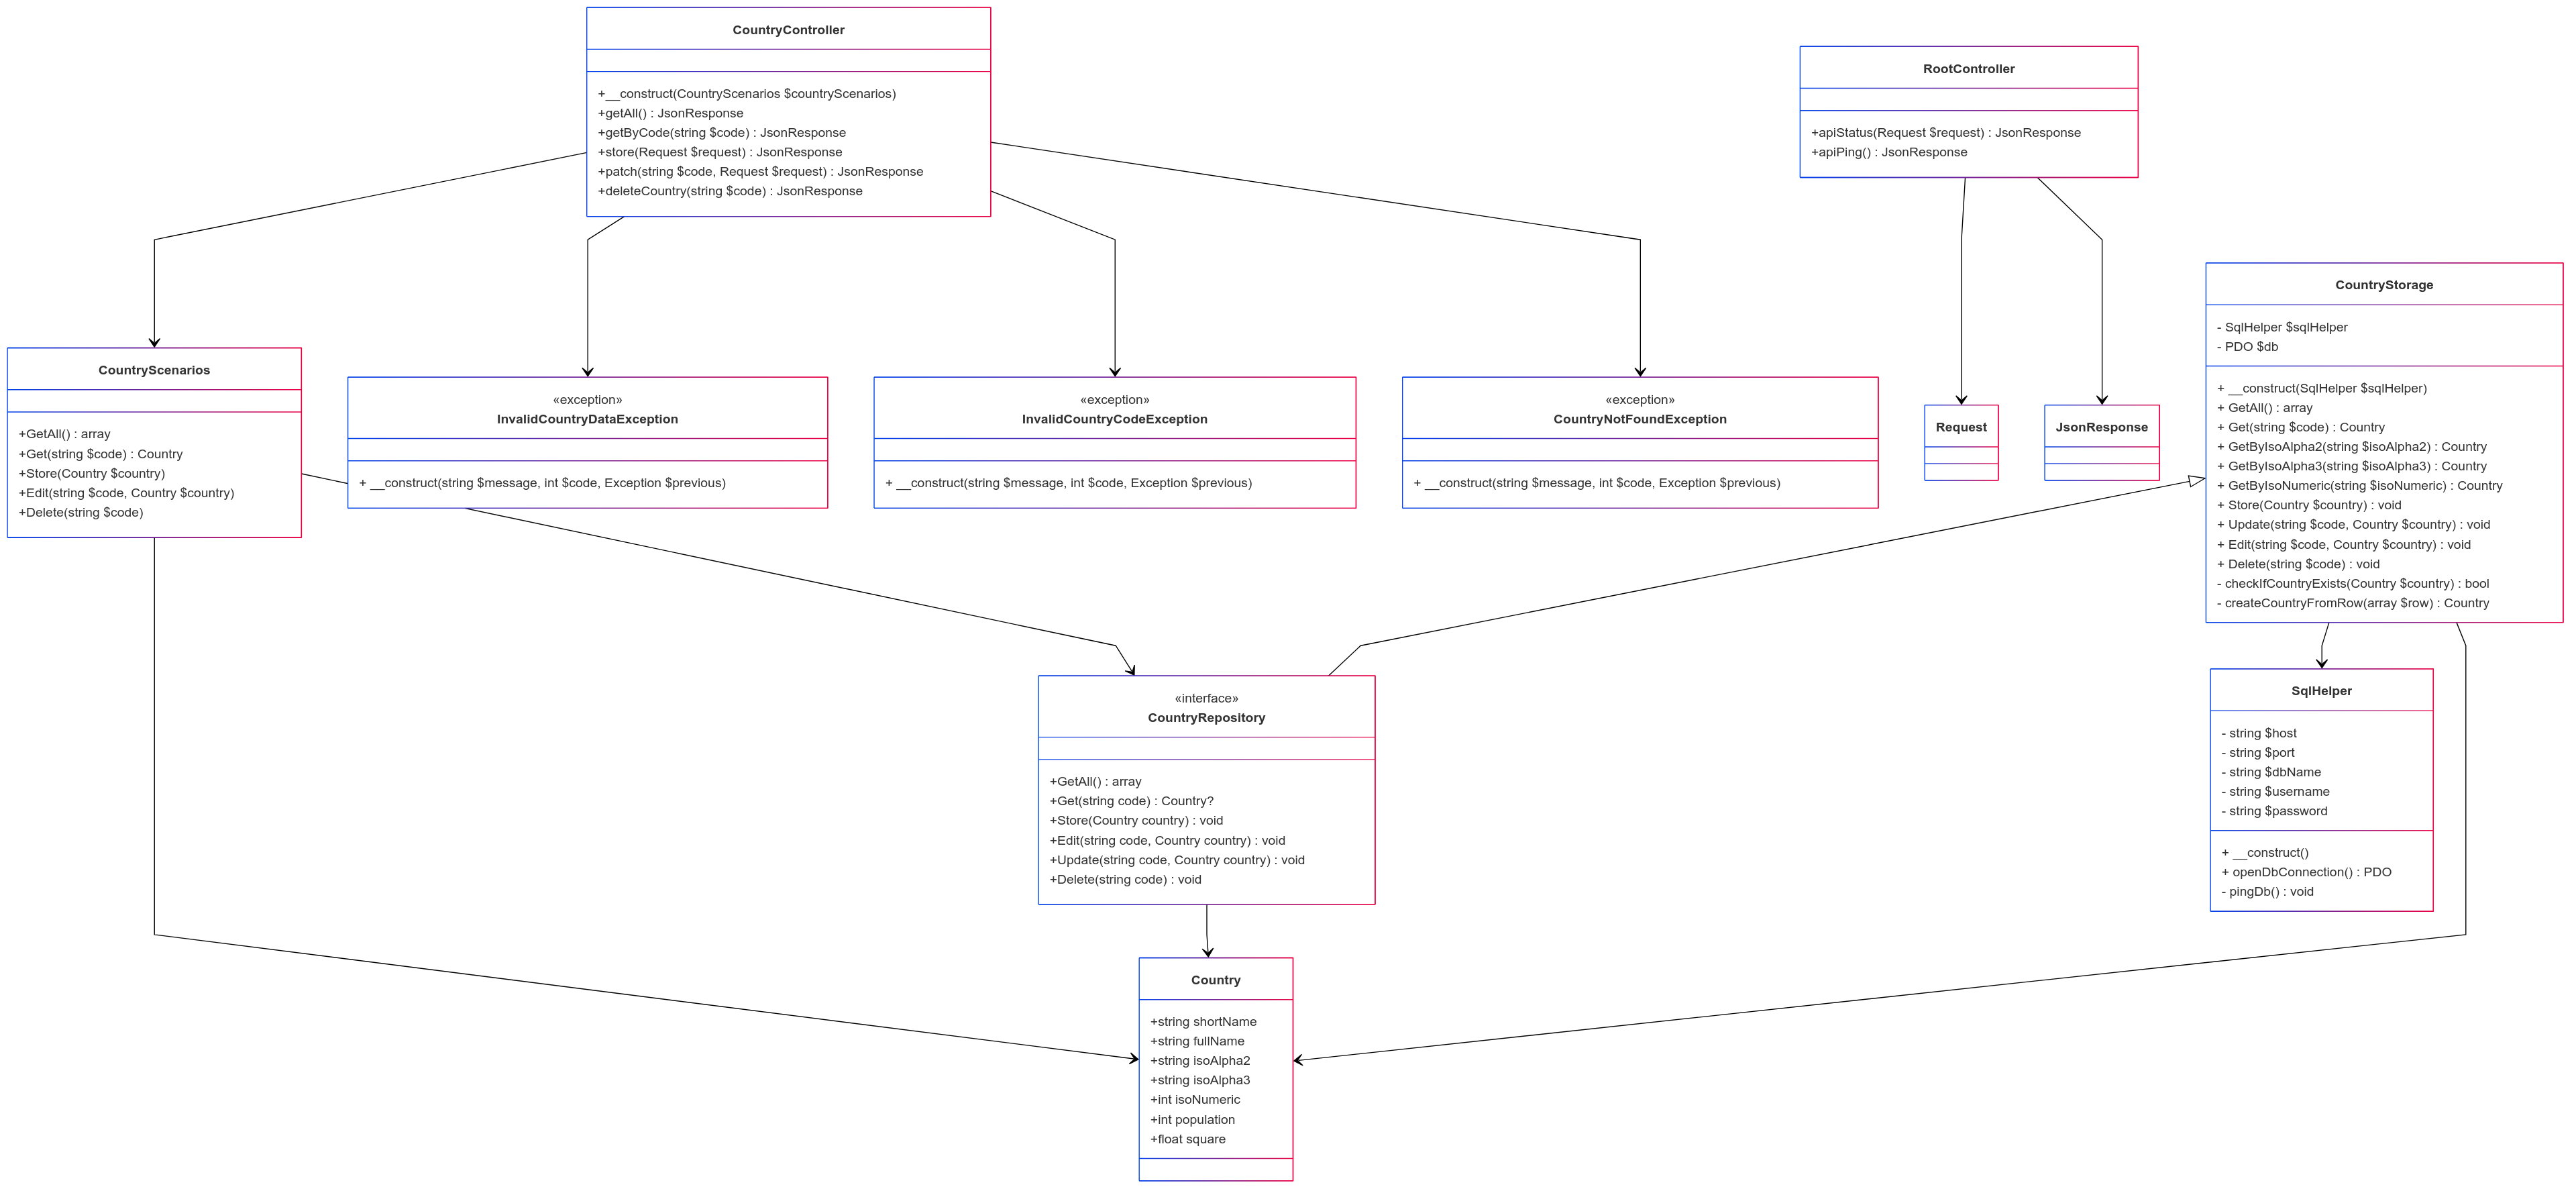 CountryController
+__construct(CountryScenarios $countryScenarios)
+getAll() : JsonResponse
+getByCode(string $code) : JsonResponse
+store(Request $request) : JsonResponse
+patch(string $code, Request $request) : JsonResponse
+deleteCountry(string $code) : JsonResponse
RootController
+apiStatus(Request $request) : JsonResponse
+apiPing() : JsonResponse
CountryStorage
- SqlHelper $sqlHelper
- PDO $db
+ __construct(SqlHelper $sqlHelper)
+ GetAll() : array
+ Get(string $code) : Country
+ GetByIsoAlpha2(string $isoAlpha2) : Country
+ GetByIsoAlpha3(string $isoAlpha3) : Country
+ GetByIsoNumeric(string $isoNumeric) : Country
+ Store(Country $country) : void
+ Update(string $code, Country $country) : void
+ Edit(string $code, Country $country) : void
+ Delete(string $code) : void
- checkIfCountryExists(Country $country) : bool
- createCountryFromRow(array $row) : Country
CountryScenarios
+GetAll() : array
+Get(string $code) : Country
+Store(Country $country)
+Edit(string $code, Country $country)
+Delete(string $code)
«exception»
InvalidCountryDataException
+ __construct(string $message, int $code, Exception $previous)
«exception»
InvalidCountryCodeException
+ __construct(string $message, int $code, Exception $previous)
«exception»
CountryNotFoundException
+ __construct(string $message, int $code, Exception $previous)
Request
JsonResponse
«interface»
CountryRepository
+GetAll() : array
+Get(string code) : Country?
+Store(Country country) : void
+Edit(string code, Country country) : void
+Update(string code, Country country) : void
+Delete(string code) : void
SqlHelper
- string $host
- string $port
- string $dbName
- string $username
- string $password
+ __construct()
+ openDbConnection() : PDO
- pingDb() : void
Country
+string shortName
+string fullName
+string isoAlpha2
+string isoAlpha3
+int isoNumeric
+int population
+float square